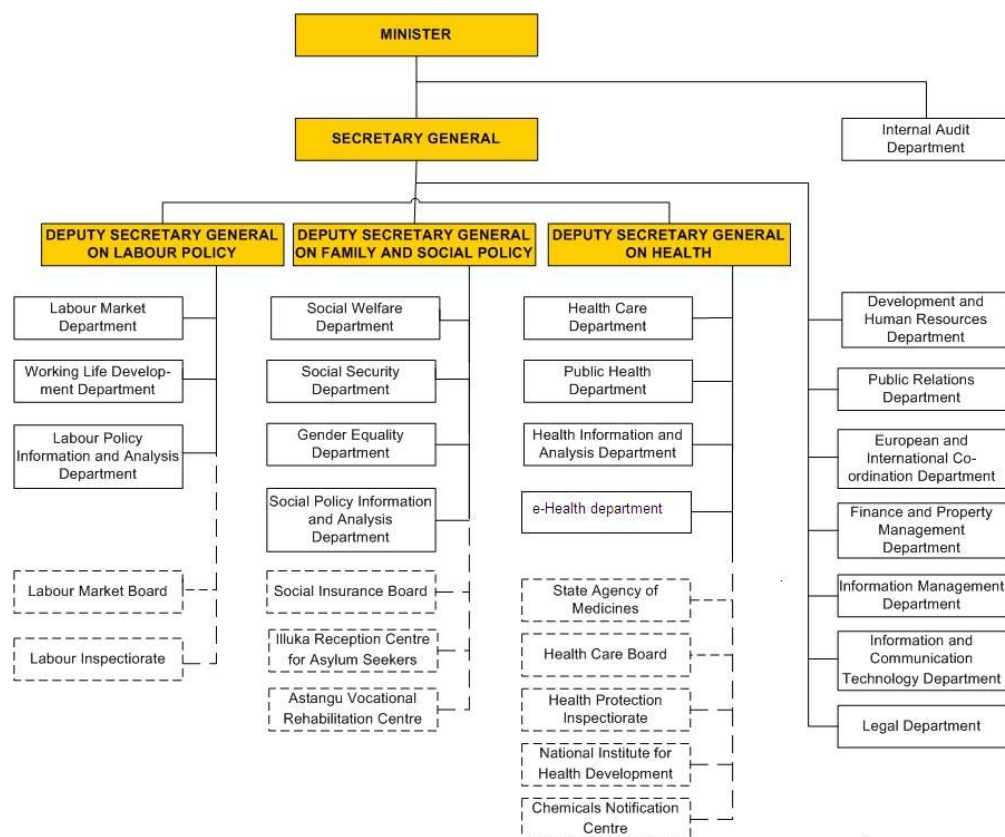 MINISTER
SECRETARY GENERAL
Internal Audit
Department
DEPUTY SECRETARY GENERAL
ON LABOUR POLICY
DEPUTY SECRETARY GENERAL
ON FAMILY AND SOCIAL POLICY
DEPUTY SECRETARY GENERAL
ON HEALTH
Labour Market
Department
Working Life Develop-
ment Department
Labour Policy
Information and Analysis
Department
Labour Market Board
Labour Inspectiorate
Social Welfare
Department
Social Security
Department
Gender Equality
Department
Social Policy Information
and Analysis
Department
Social Insurance Board
Illuka Reception Centre
for Asylum Seekers
Astangu Vocational
Rehabilitation Centre
Health Care
Department
Public Health
Department
Health Information and
Analysis Department
e-Health department
State Agency of
Medicines
Health Care Board
Health Protection
Inspectiorate
National Institute for
Health Development
Chemicals Notification
Centre
Development and
Human Resources
Department
Public Relations
Department
European and
International Co-
ordination Department
Finance and Property
Management
Department
Information Management
Department
Information and
Communication
Technology Department
Legal Department